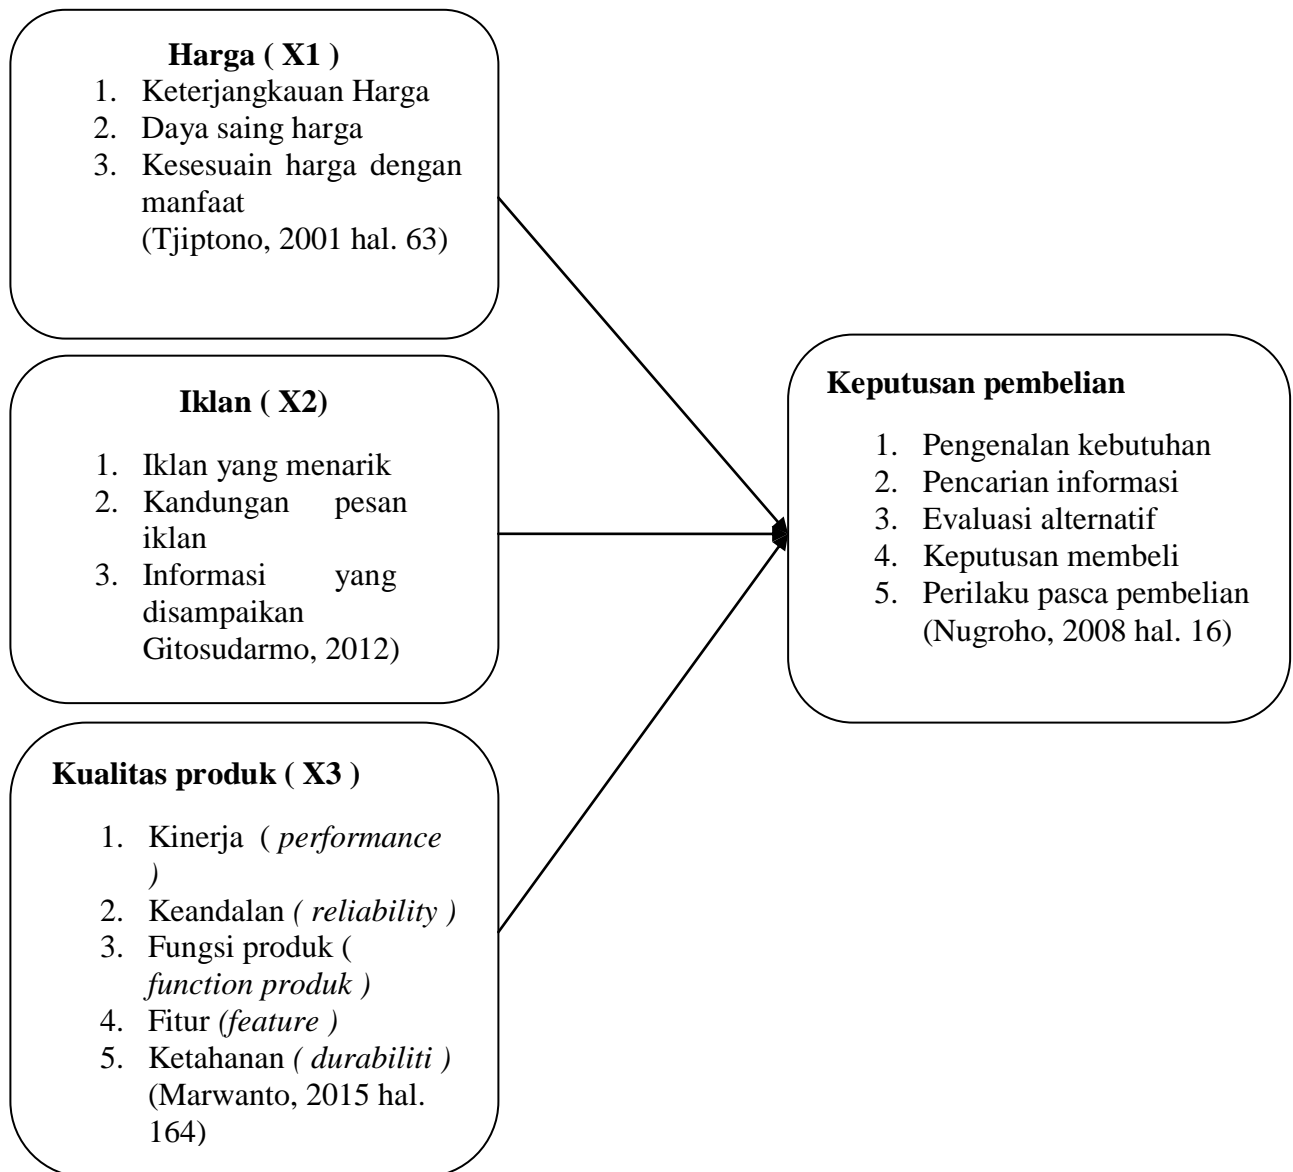 Harga ( X1 )
1. Keterjangkauan Harga
2. Daya saing harga
3. Kesesuain harga dengan
manfaat
(Tjiptono, 2001 hal. 63)
Iklan ( X2)
1. Iklan yang menarik
2. Kandungan pesan
iklan
3. Informasi yang
disampaikan
Gitosudarmo, 2012)
Kualitas produk ( X3 )
1. Kinerja ( performance
)
2. Keandalan ( reliability )
3. Fungsi produk (
function produk )
4. Fitur (feature )
5. Ketahanan ( durabiliti )
(Marwanto, 2015 hal.
164)
Keputusan pembelian
1. Pengenalan kebutuhan
2. Pencarian informasi
3. Evaluasi alternatif
4. Keputusan membeli
5. Perilaku pasca pembelian
(Nugroho, 2008 hal. 16)